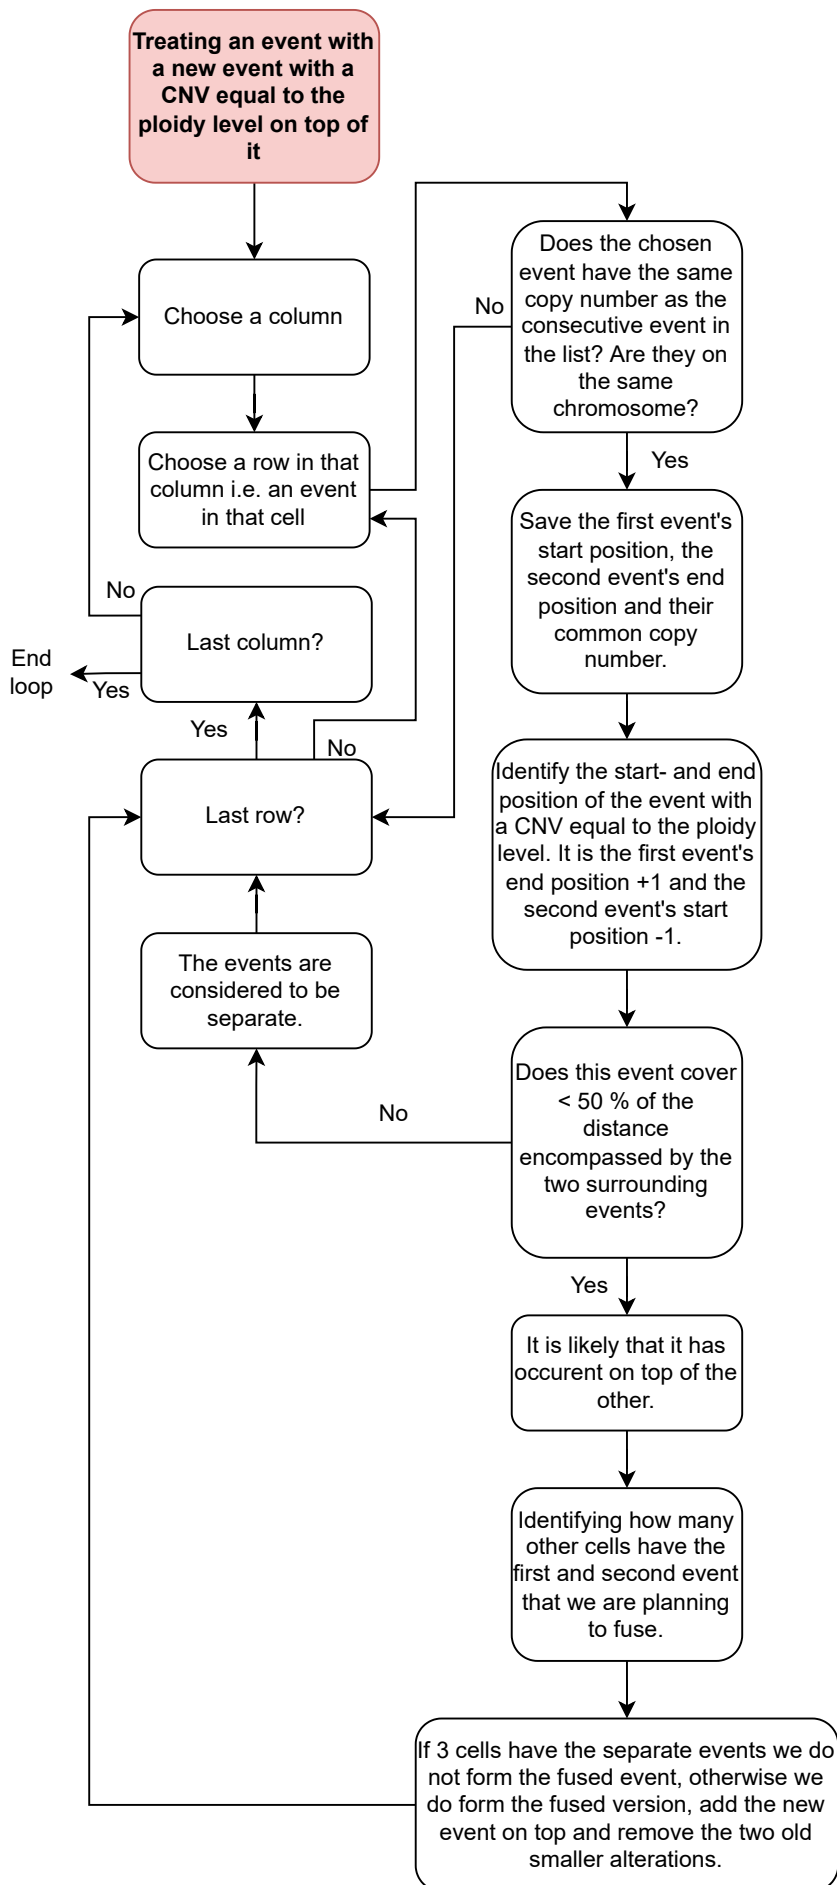 Treating an event with
a new event with a
CNV equal to the
ploidy level on top of
it
Choose a column
Choose a row in that
column i.e. an event
in that cell
No
Last column?
End
loop
Yes
Yes
No
Last row?
The events are
considered to be
separate.
No
Does the chosen
event have the same
copy number as the
consecutive event in
the list? Are they on
the same
chromosome?
No
Yes
Save the first event's
start position, the
second event's end
position and their
common copy
number.
Identify the start- and end
position of the event with
a CNV equal to the ploidy
level. It is the first event's
end position +1 and the
second event's start
position -1.
Does this event cover
< 50 % of the
distance
encompassed by the
two surrounding
events?
Yes
It is likely that it has
occurent on top of the
other.
Identifying how many
other cells have the
first and second event
that we are planning
to fuse.
If 3 cells have the separate events we do
not form the fused event, otherwise we
do form the fused version, add the new
event on top and remove the two old
smaller alterations.